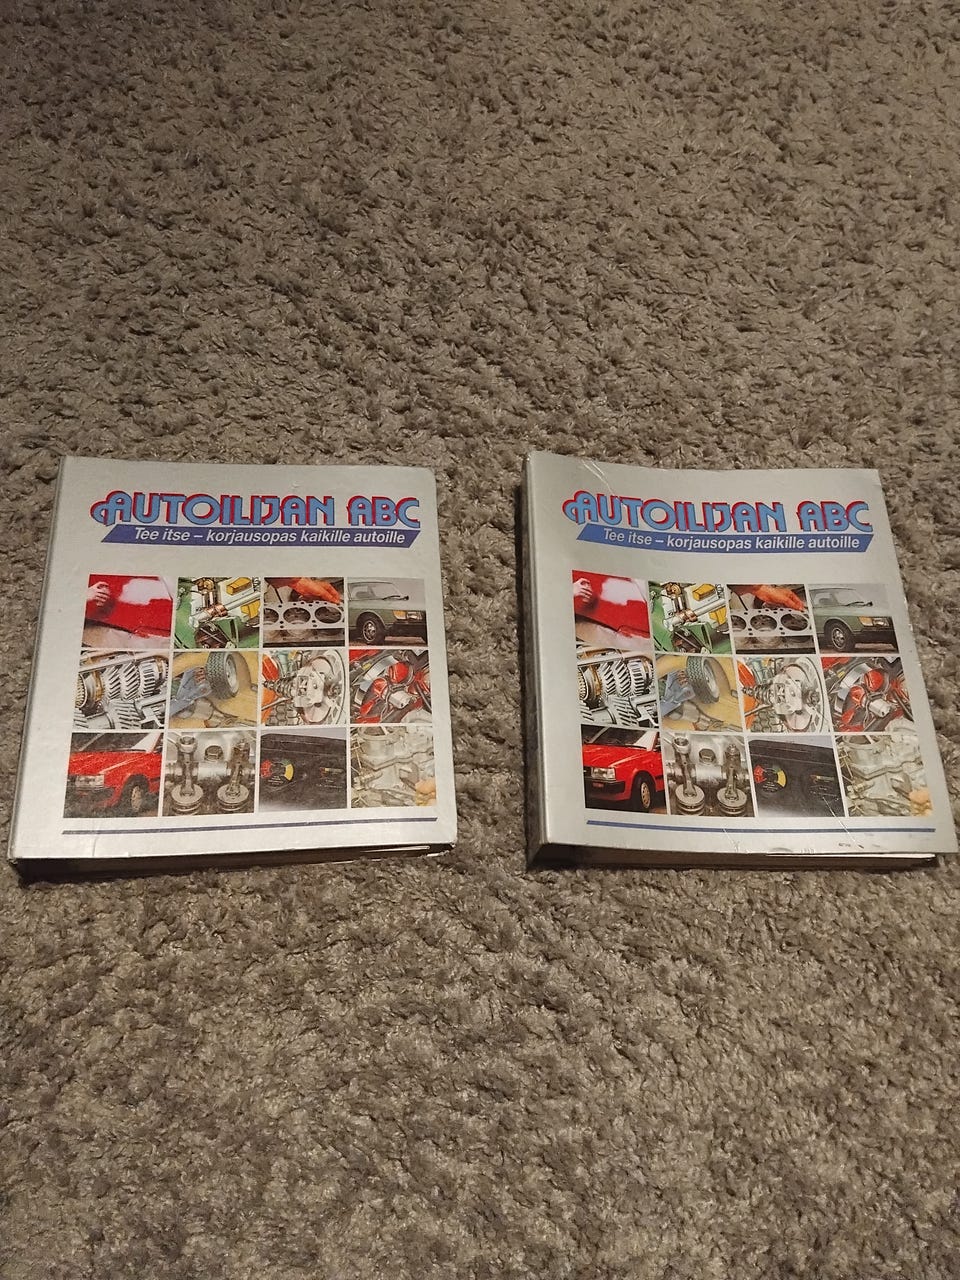 AUTOILIJAN ABC
Tee itse – korjausopas kaikille autoille
AUTOILIJAN ABC
Tee itse – korjausopas kaikille autoille